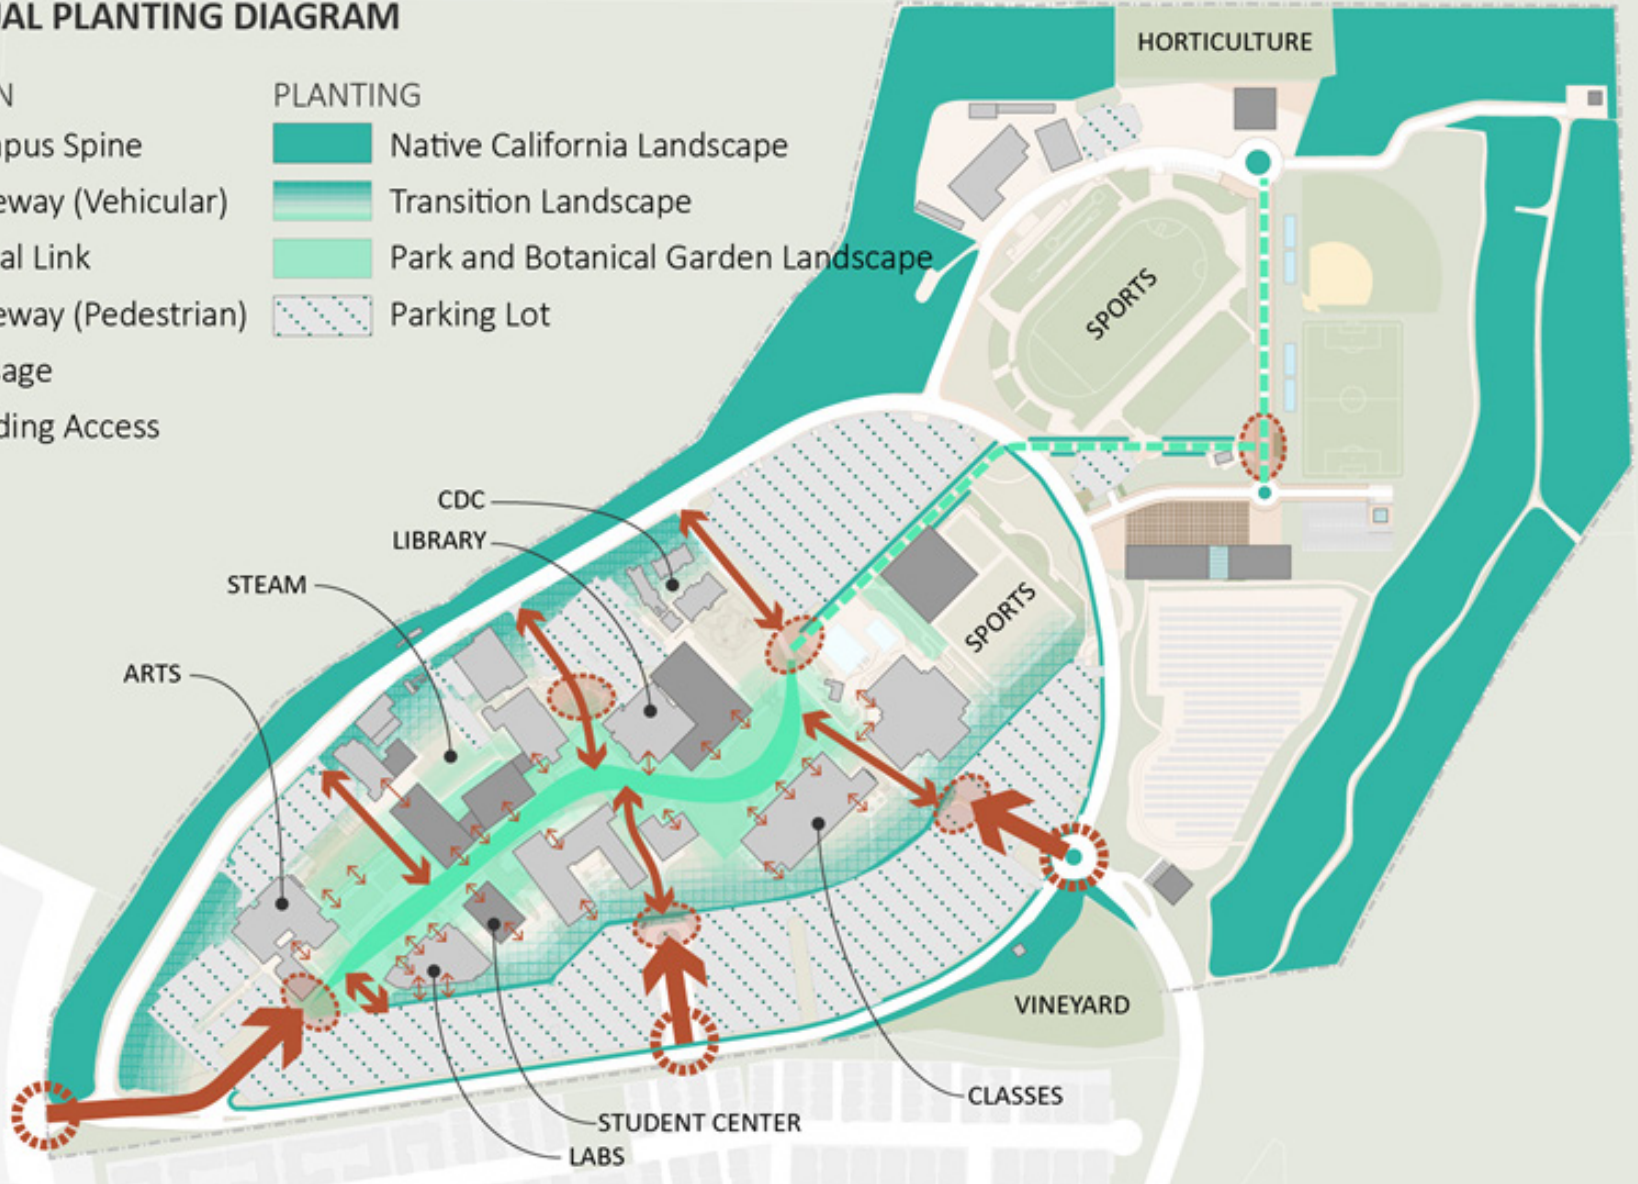 UAL PLANTING DIAGRAM
N
PLANTING
pus Spine
Native California Landscape
eway (Vehicular)
Transition Landscape
al Link
Park and Botanical Garden Landscape
eway (Pedestrian)
Parking Lot
age
ding Access
HORTICULTURE
SPORTS
CDC
LIBRARY
STEAM
SPORTS
ARTS
VINEYARD
CLASSES
STUDENT CENTER
LABS